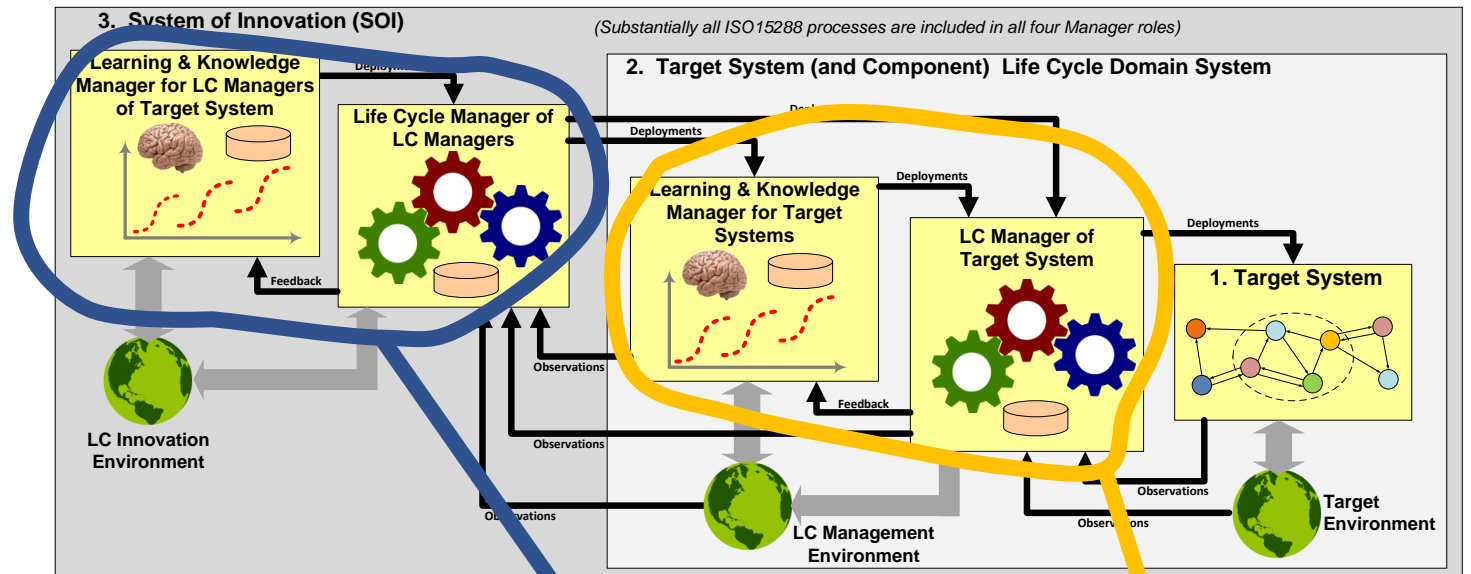 3. System of Innovation (SOI)
(Substantially all ISO15288 processes are included in all four Manager roles)
Learning & Knowledge
Manager for LC Managers
of Target System
Deployments
2. Target System (and Component) Life Cycle Domain System
Life Cycle Manager of
LC Managers
Deployments
Learning & Knowledge
Manager for Target
Systems
Deployments
LC Manager of
Target System
Deployments
1. Target System
Feedback
Observations
Feedback
Observations
Observations
Observations
Observations
LC Innovation
Environment
LC Management
Environment
Target
Environment